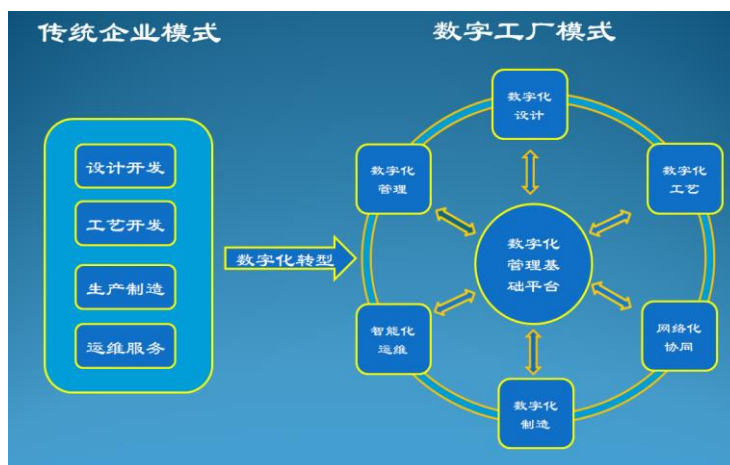 传统企业模式
数字工厂模式
设计开发
工艺开发
生产制造
运维服务
数字化转型
数字化
设计
数字化
工艺
网络化
协同
数字化
制造
智能化
运维
数字化
管理
数字化
管理基
础平台